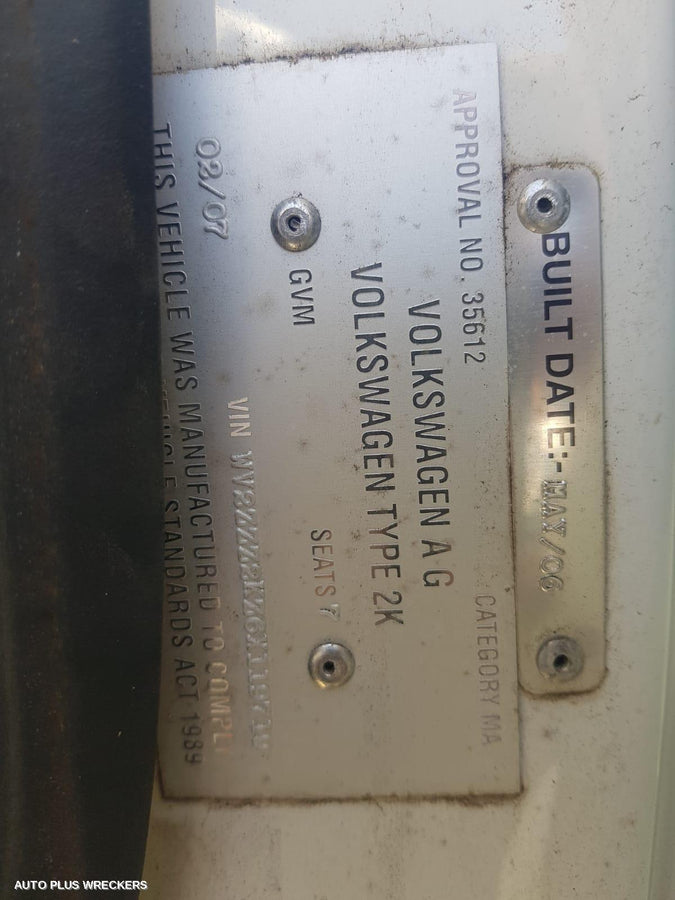 BUILT DATE:- MAY/06
APPROVAL NO. 35612 CATEGORY MA
VOLKSWAGEN A G
VOLKSWAGEN TYPE 2K
GVM SEATS 7
VIN
02/07
THIS VEHICLE WAS MANUFACTURED TO COMPLY
VEHICLE STANDARDS ACT 1989
AUTO PLUS WRECKERS